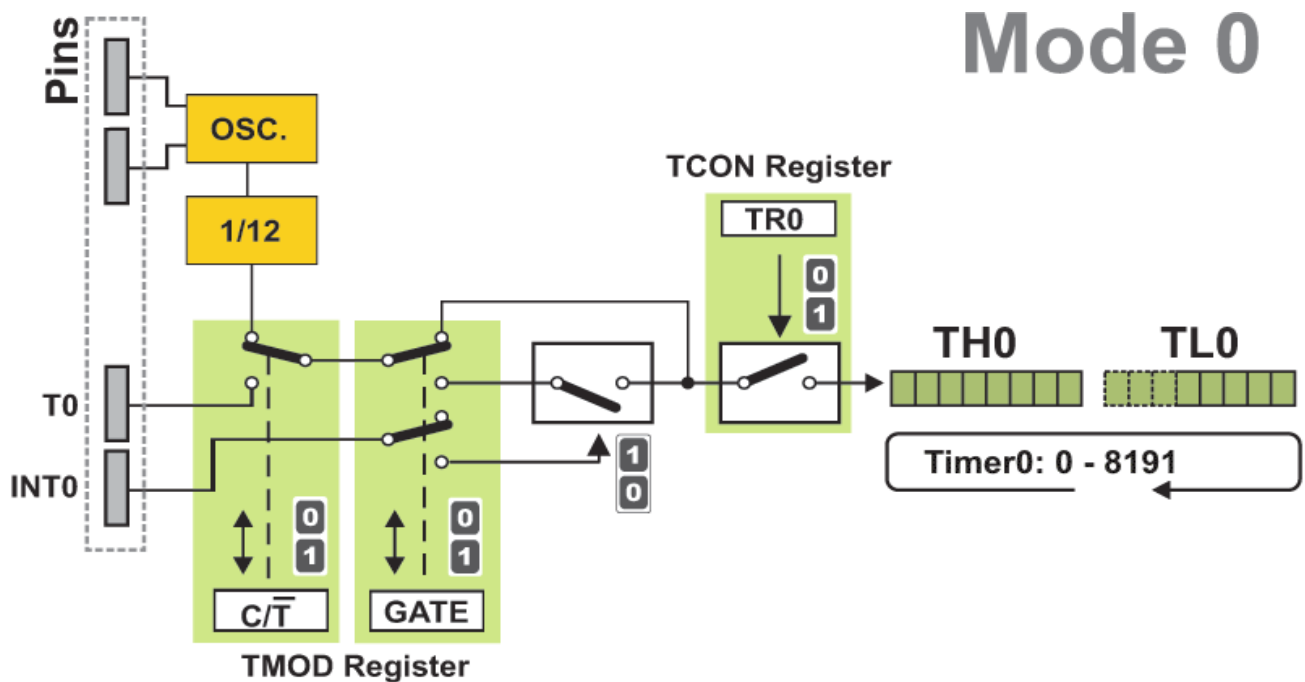 Mode 0
Pins
OSC.
1/12
TCON Register
TR0
0
1
TH0
TL0
T0
INT0
1
0
Timer0: 0 - 8191
0
1
0
1
C/T̅
GATE
TMOD Register